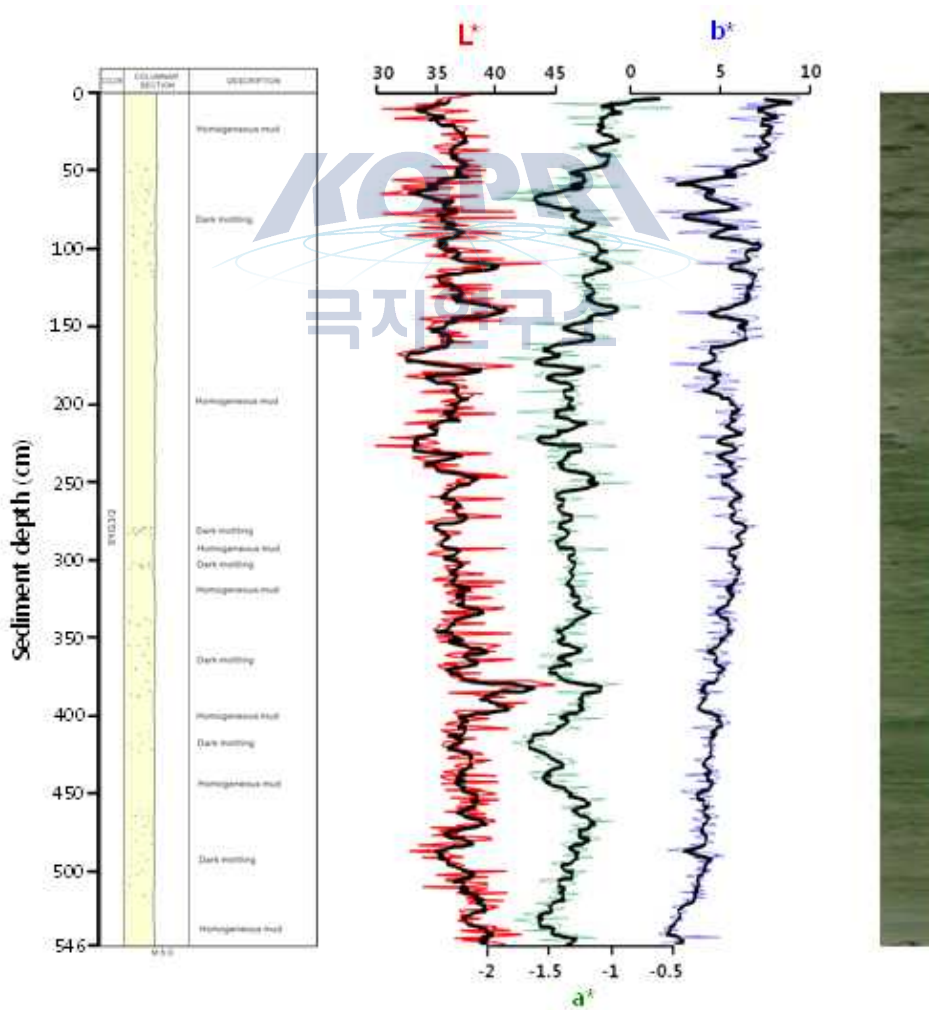 L*
b*
30 35 40 45 0 5 10
COLUMNAR
SECTION
DESCRIPTION
Sediment depth (cm)
0
50
100
150
200
250
300
350
400
450
500
546
Homogeneous mud
Dark mottling
Homogeneous mud
Dark mottling
Homogeneous mud
Dark mottling
Homogeneous mud
Dark mottling
Homogeneous mud
Dark mottling
Homogeneous mud
Dark mottling
Homogeneous mud
KOPRI
극지연구소
-2 -1.5 -1 -0.5
a*